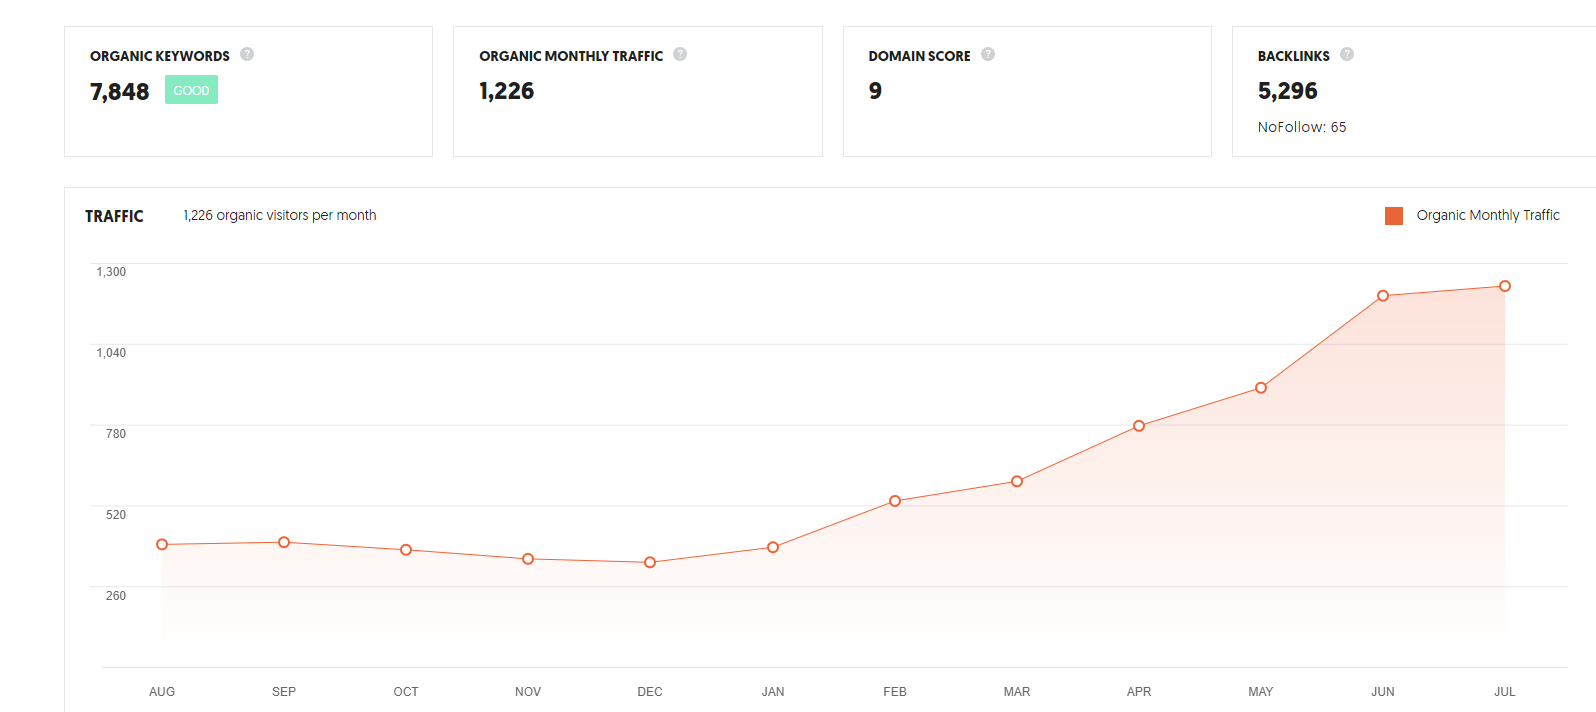 ORGANIC KEYWORDS ?
7,848 GOOD
ORGANIC MONTHLY TRAFFIC ?
1,226
DOMAIN SCORE ?
9
BACKLINKS ?
5,296
NoFollow: 65
TRAFFIC 1,226 organic visitors per month
Organic Monthly Traffic
1,300
1,040
780
520
260
AUG SEP OCT NOV DEC JAN FEB MAR APR MAY JUN JUL